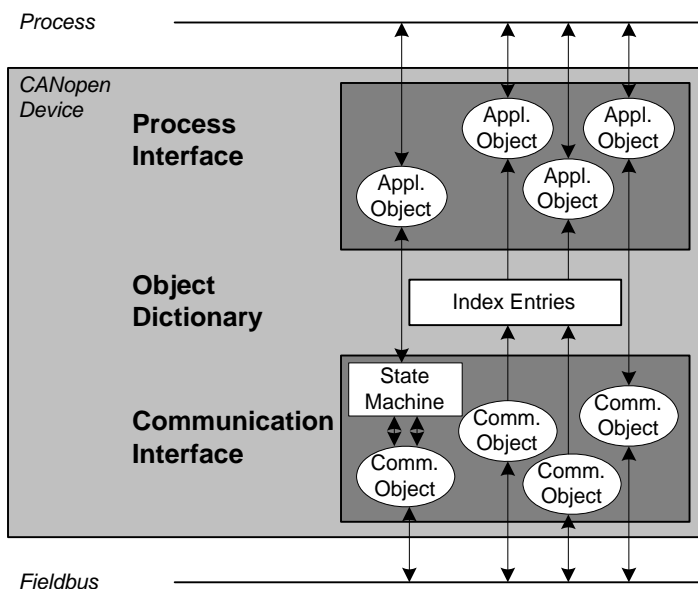 Process
CANopen
Device
Process
Interface
Appl.
Object
Appl.
Object
Appl.
Object
Appl.
Object
Object
Dictionary
Index Entries
Communication
Interface
State
Machine
Comm.
Object
Comm.
Object
Comm.
Object
Comm.
Object
Fieldbus